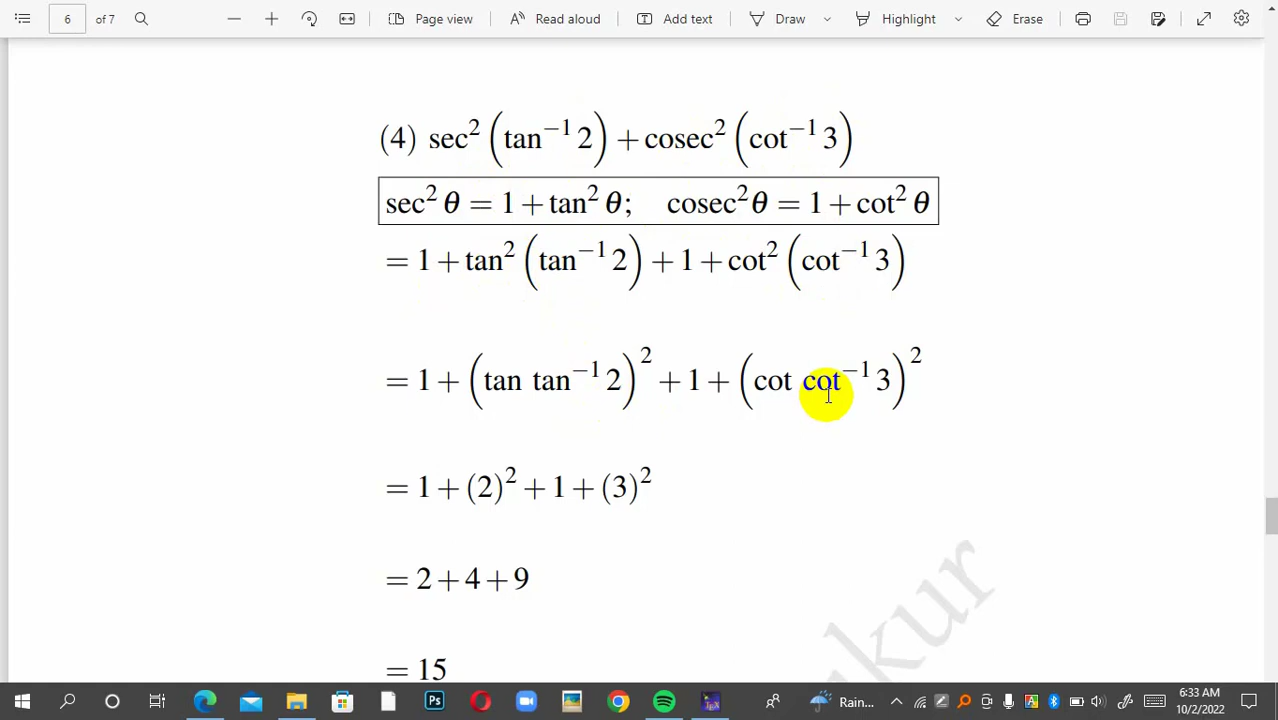 6 of 7 Page view Read aloud Add text Draw Highlight Erase
(4) sec² (tan⁻¹ 2) + cosec² (cot⁻¹ 3)
sec² θ = 1 + tan² θ; cosec² θ = 1 + cot² θ
= 1 + tan² (tan⁻¹ 2) + 1 + cot² (cot⁻¹ 3)
= 1 + (tan tan⁻¹ 2)² + 1 + (cot cot⁻¹ 3)²
= 1 + (2)² + 1 + (3)²
= 2 + 4 + 9
= 15
kur
Ps
Rain...
6:33 AM
10/2/2022